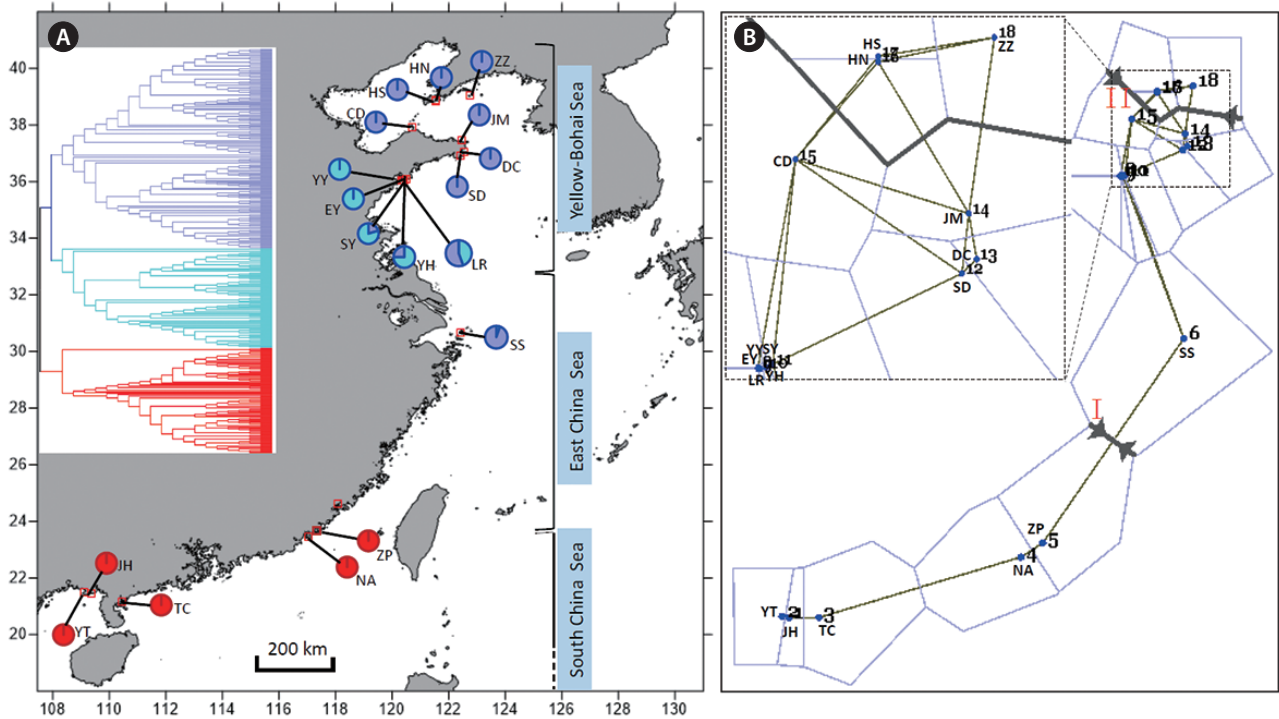 A
40
38
36
34
32
30
28
26
24
22
20
108
110
112
114
116
118
120
122
124
126
128
130
HN
ZZ
HS
CD
JM
DC
YY
EY
SD
SY
YH
LR
SS
ZP
NA
JH
TC
YT
200 km
Yellow-Bohai Sea
East China Sea
South China Sea
B
HS
HN
18
ZZ
CD 15
JM
14
DC 13
12
SD
YYSY
EY
11
LR YH
II
18
15
14
6
SS
I
ZP
5
4
NA
YT
JH
3
TC